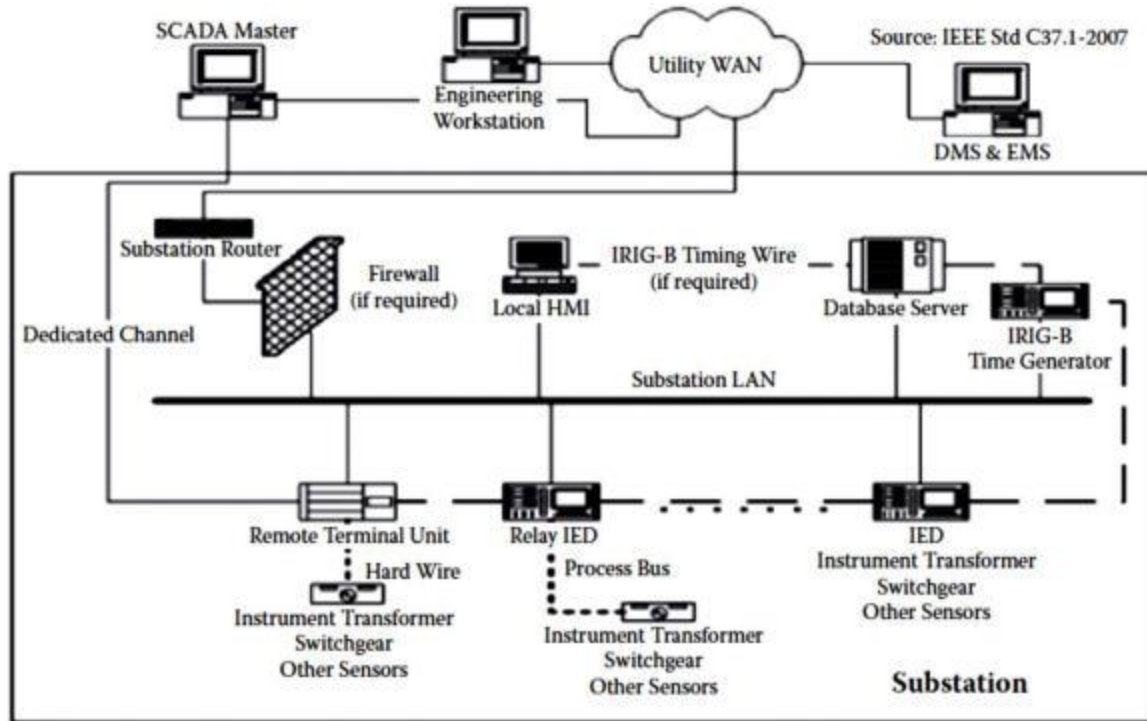 SCADA Master
Engineering
Workstation
Utility WAN
Source: IEEE Std C37.1-2007
DMS & EMS
Substation Router
Firewall
(if required)
Local HMI
IRIG-B Timing Wire
(if required)
Database Server
IRIG-B
Time Generator
Dedicated Channel
Substation LAN
Remote Terminal Unit
Hard Wire
Instrument Transformer
Switchgear
Other Sensors
Relay IED
Process Bus
Instrument Transformer
Switchgear
Other Sensors
IED
Instrument Transformer
Switchgear
Other Sensors
Substation